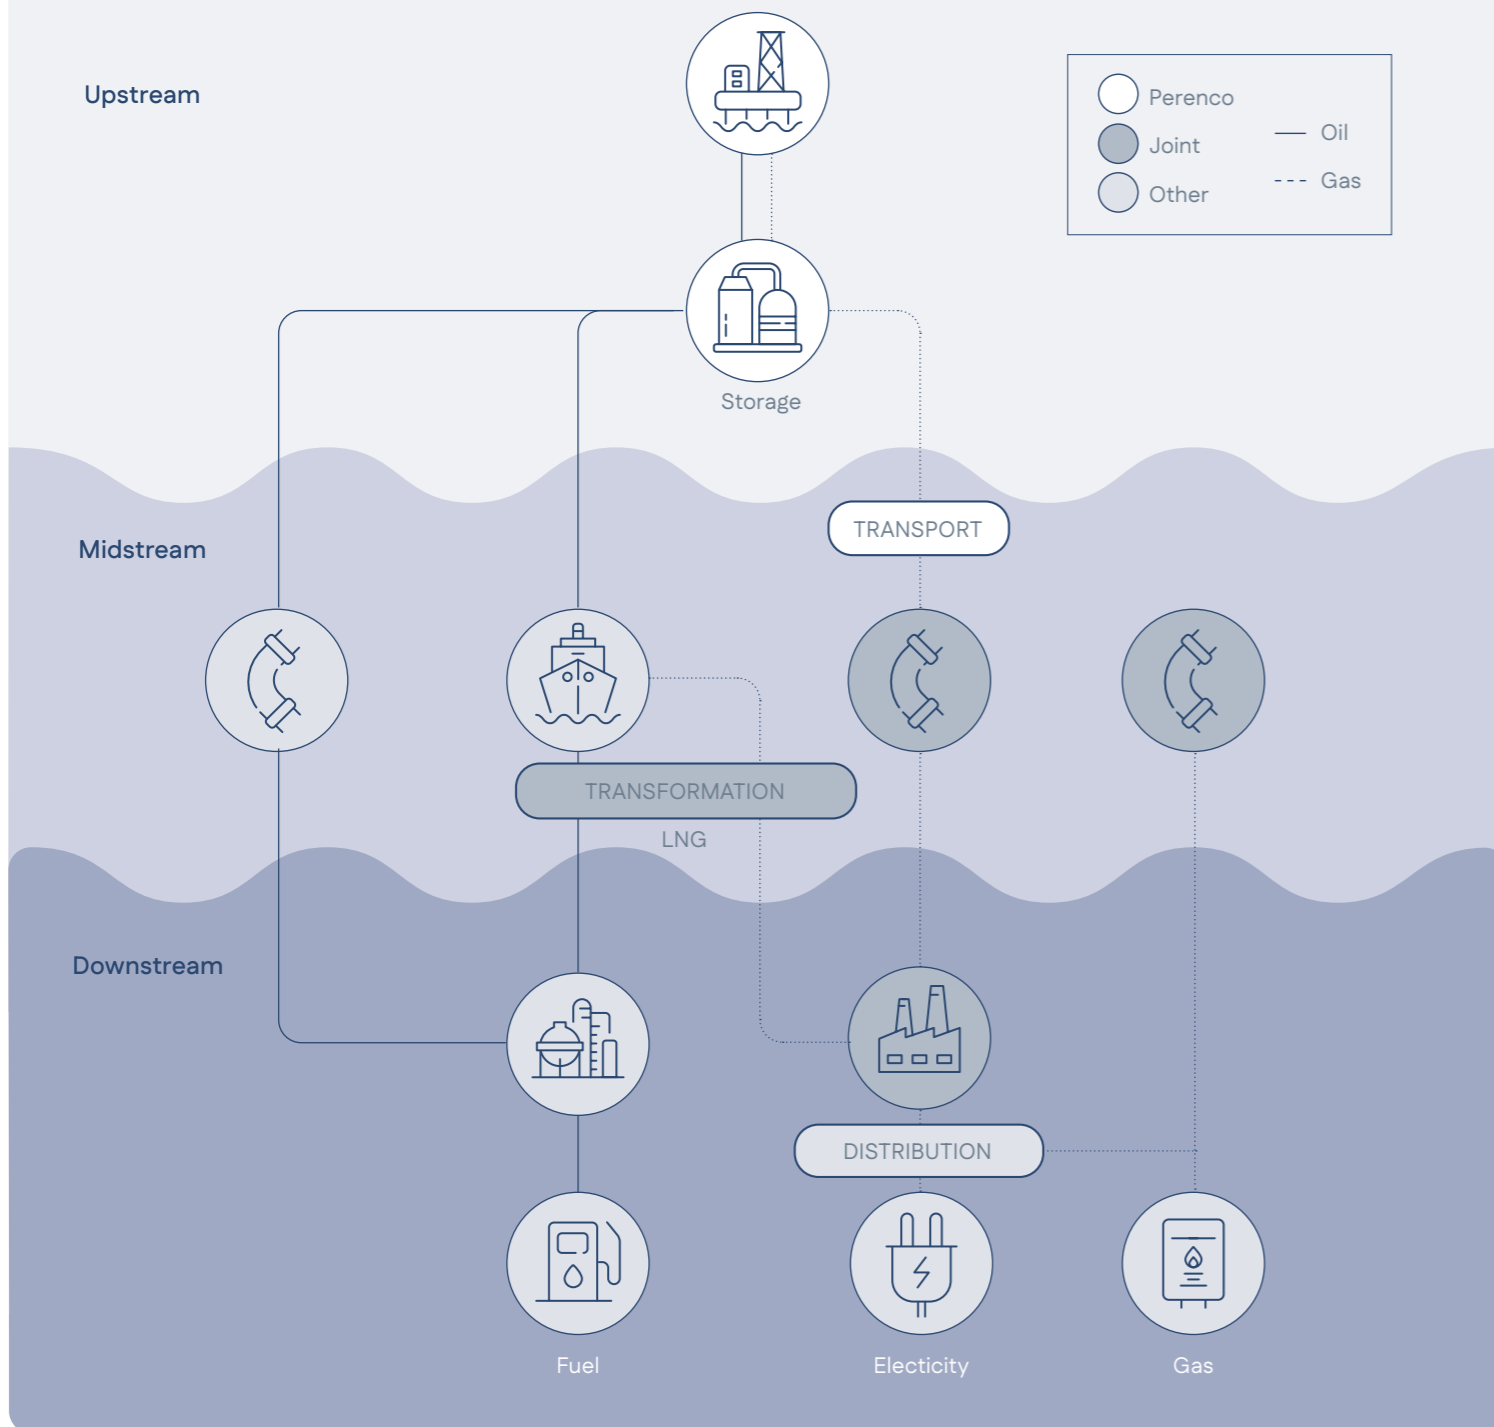 Upstream
Perenco
Joint
Other
Oil
Gas
Storage
Midstream
TRANSPORT
TRANSFORMATION
LNG
Downstream
DISTRIBUTION
Fuel
Electicity
Gas